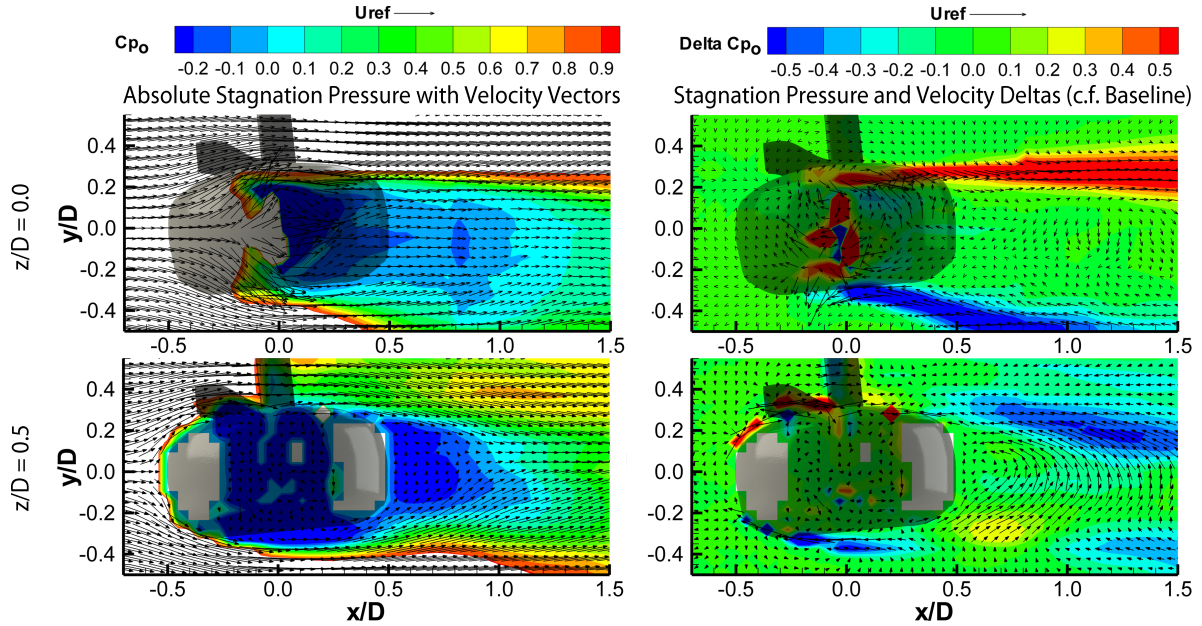 Uref
Cpo
-0.2 -0.1 0.0 0.1 0.2 0.3 0.4 0.5 0.6 0.7 0.8 0.9
Absolute Stagnation Pressure with Velocity Vectors
Uref
Delta Cpo
-0.5 -0.4 -0.3 -0.2 -0.1 0.0 0.1 0.2 0.3 0.4 0.5
Stagnation Pressure and Velocity Deltas (c.f. Baseline)
z/D = 0.0
y/D
0.4
0.2
0.0
-0.2
-0.4
-0.5 0.0 0.5 1.0 1.5
0.4
0.2
0.0
-0.2
-0.4
-0.5 0.0 0.5 1.0 1.5
z/D = 0.5
y/D
0.4
0.2
0.0
-0.2
-0.4
-0.5 0.0 0.5 1.0 1.5
x/D
0.4
0.2
0.0
-0.2
-0.4
-0.5 0.0 0.5 1.0 1.5
x/D